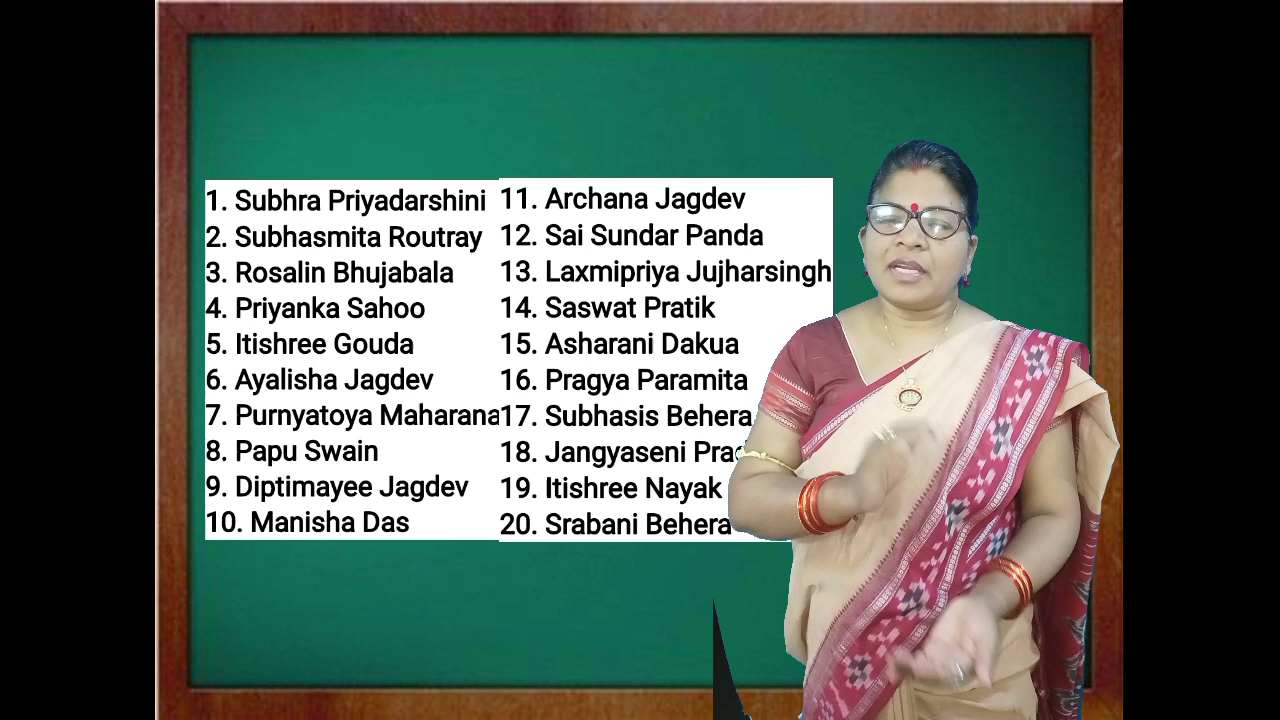 1. Subhra Priyadarshini
2. Subhasmita Routray
3. Rosalin Bhujabala
4. Priyanka Sahoo
5. Itishree Gouda
6. Ayalisha Jagdev
7. Purnyatoya Maharana
8. Papu Swain
9. Diptimayee Jagdev
10. Manisha Das
11. Archana Jagdev
12. Sai Sundar Panda
13. Laxmipriya Jujharsingh
14. Saswat Pratik
15. Asharani Dakua
16. Pragya Paramita
17. Subhasis Behera
18. Jangyaseni
19. Itishree Nayak
20. Srabani Behera